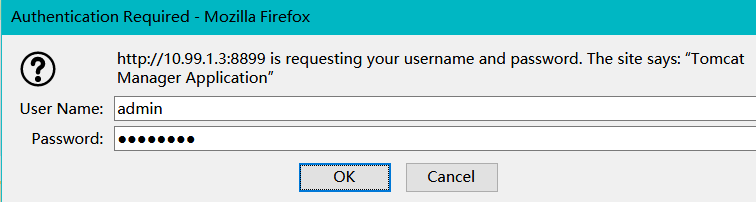 Authentication Required - Mozilla Firefox
http://10.99.1.3:8899 is requesting your username and password. The site says: “Tomcat
Manager Application”
User Name: admin
Password: ●●●●●●●●
OK Cancel